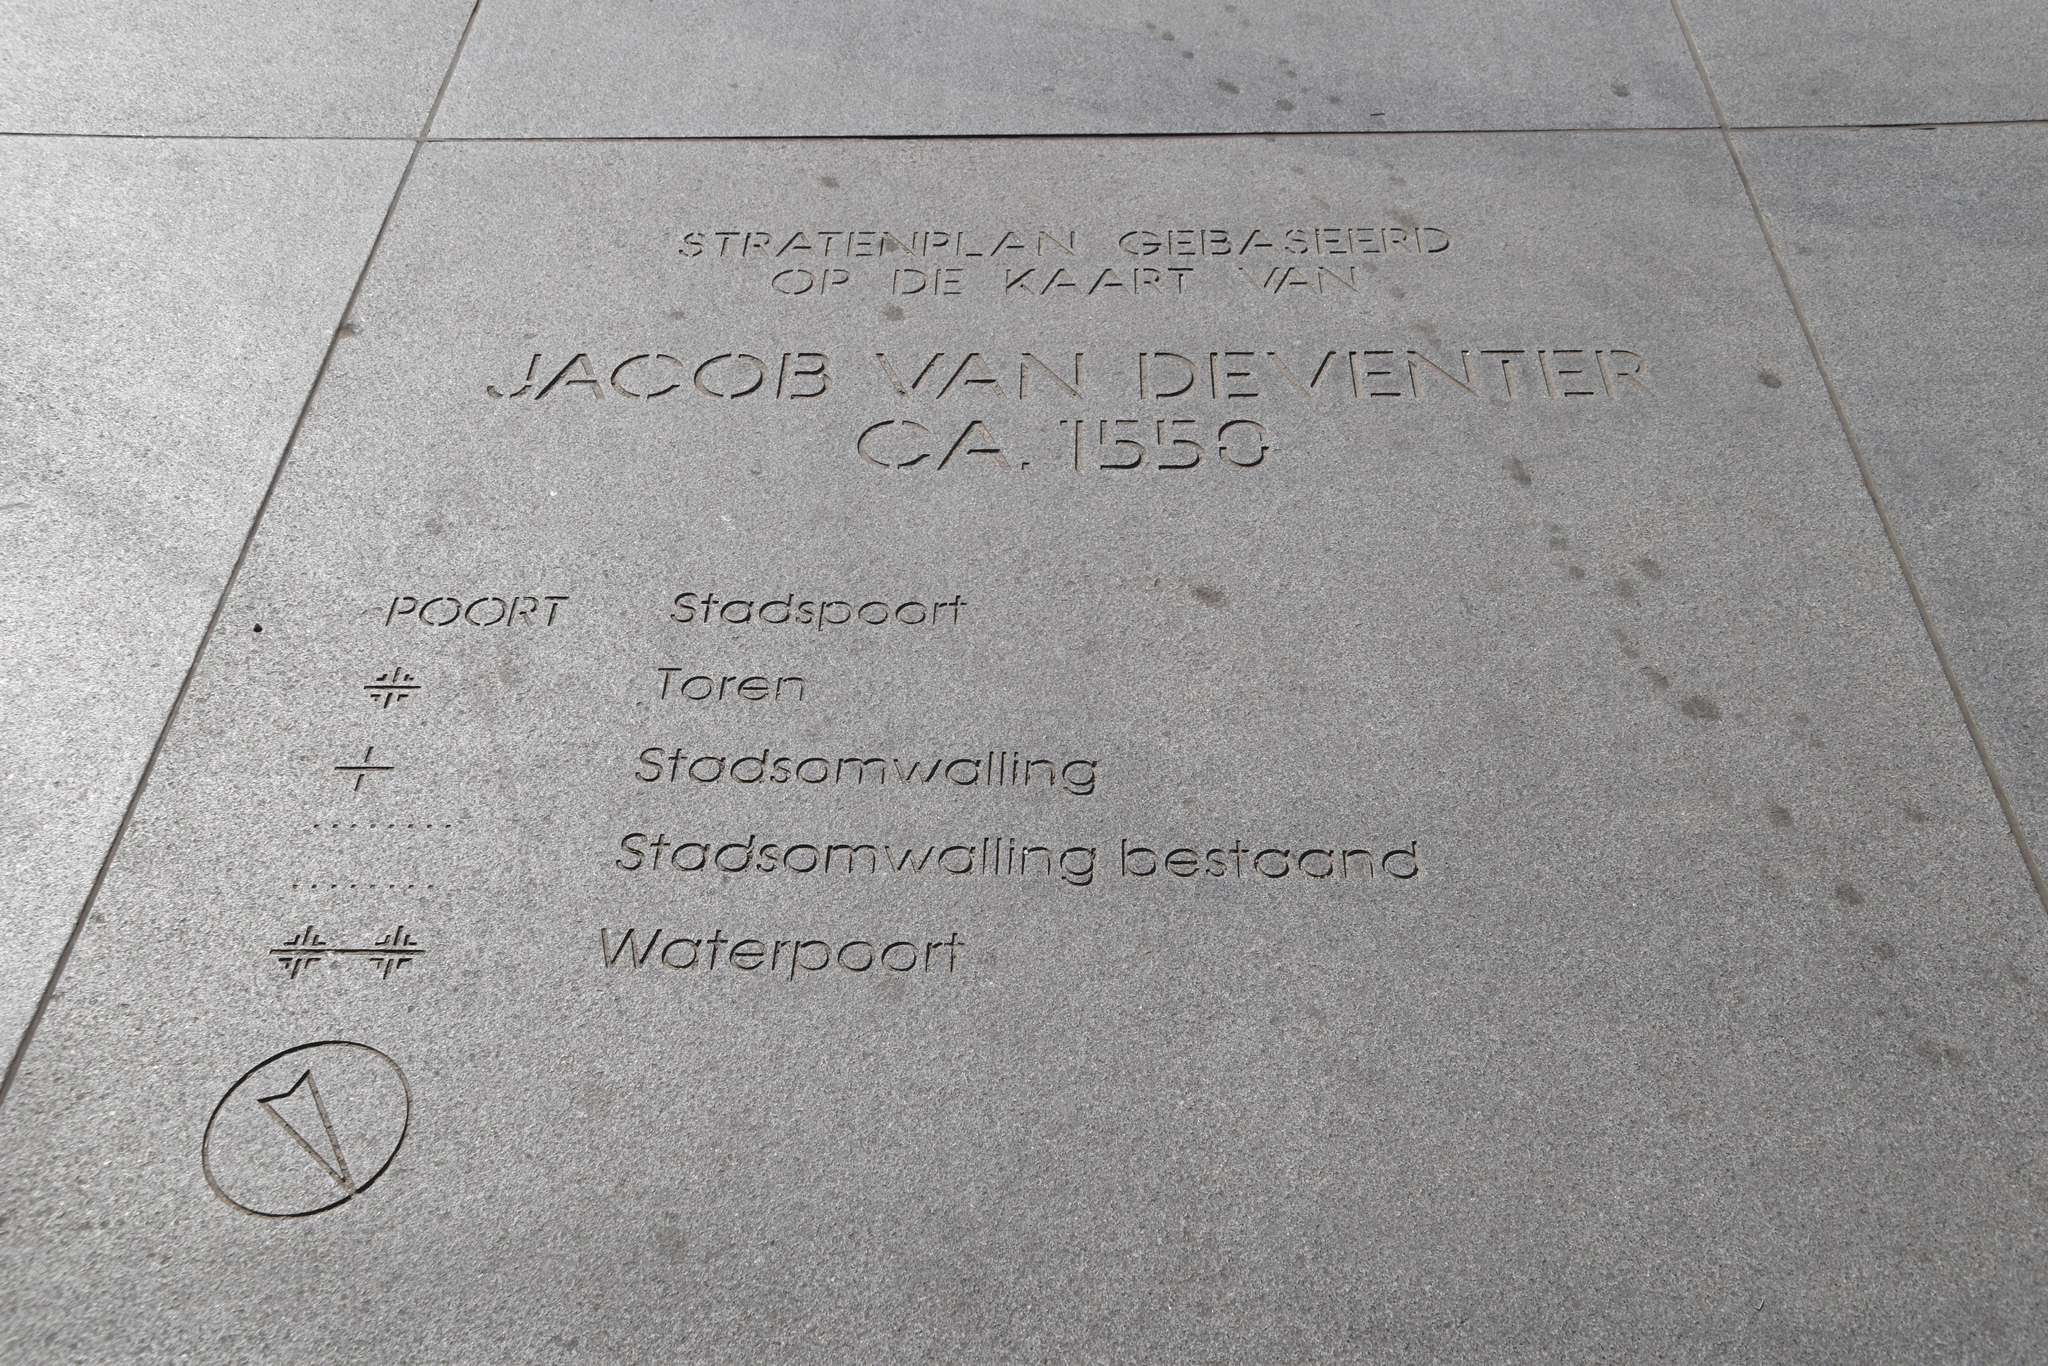 STRATENPLAN GEBASEERD
OP DE KAART VAN
JACOB VAN DEVENTER
CA. 1550
POORT Stadspoort
Toren
Stadsomwalling
Stadsomwalling bestaand
Waterpoort